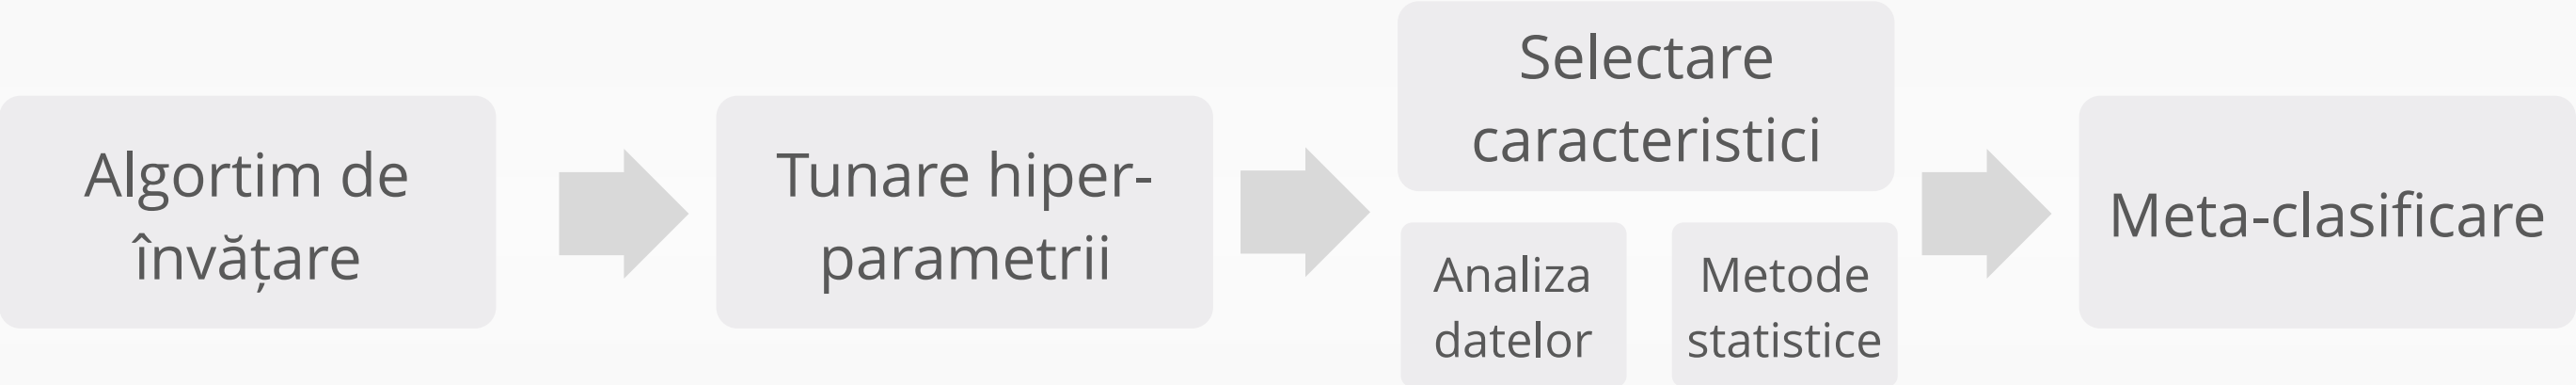 Algortim de
învățare
Tunare hiper-
parametrii
Selectare
caracteristici
Analiza
datelor
Metode
statistice
Meta-clasificare